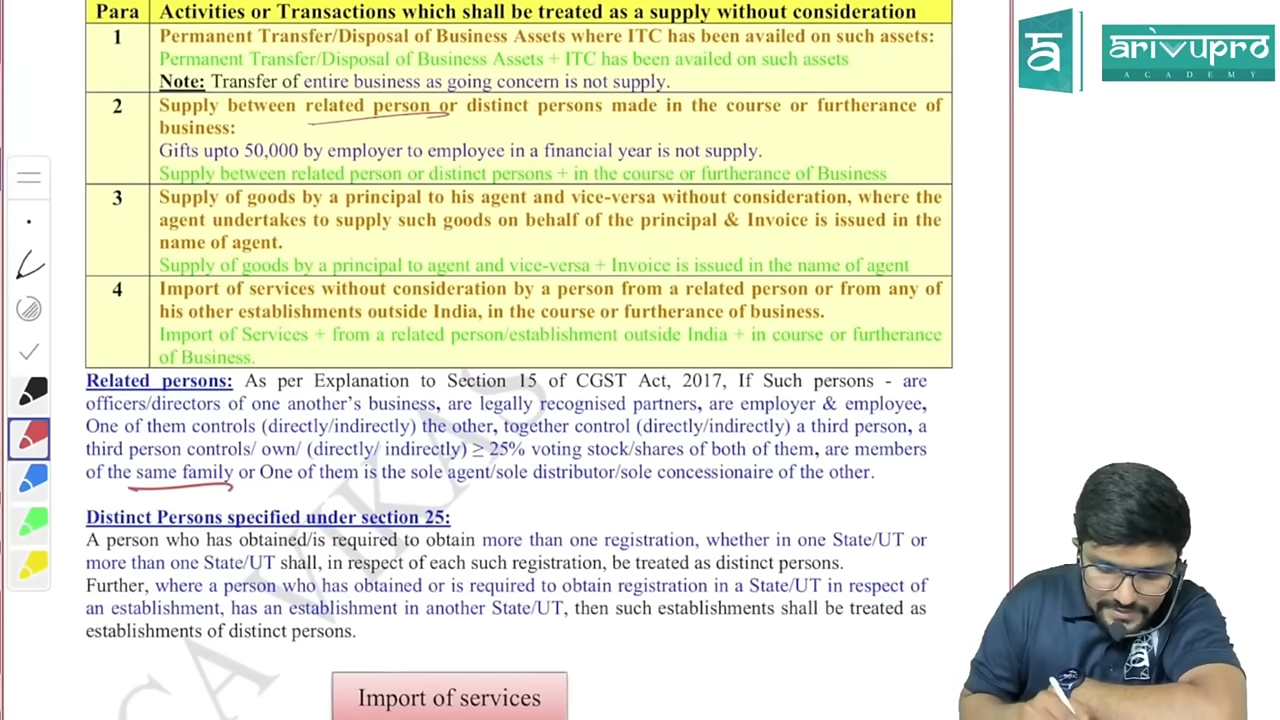 Para Activities or Transactions which shall be treated as a supply without consideration
1 Permanent Transfer/Disposal of Business Assets where ITC has been availed on such assets:
Permanent Transfer/Disposal of Business Assets + ITC has been availed on such assets
Note: Transfer of entire business as going concern is not supply.
2 Supply between related person or distinct persons made in the course or furtherance of
business:
Gifts upto 50,000 by employer to employee in a financial year is not supply.
Supply between related person or distinct persons + in the course or furtherance of Business
3 Supply of goods by a principal to his agent and vice-versa without consideration, where the
agent undertakes to supply such goods on behalf of the principal & Invoice is issued in the
name of agent.
Supply of goods by a principal to agent and vice-versa + Invoice is issued in the name of agent
4 Import of services without consideration by a person from a related person or from any of
his other establishments outside India, in the course or furtherance of business.
Import of Services + from a related person/establishment outside India + in course or furtherance
of Business.
Related persons: As per Explanation to Section 15 of CGST Act, 2017, If Such persons - are
officers/directors of one another's business, are legally recognised partners, are employer & employee,
One of them controls (directly/indirectly) the other, together control (directly/indirectly) a third person, a
third person controls/ own/ (directly/ indirectly) ≥ 25% voting stock/shares of both of them, are members
of the same family or One of them is the sole agent/sole distributor/sole concessionaire of the other.
Distinct Persons specified under section 25:
A person who has obtained/is required to obtain more than one registration, whether in one State/UT or
more than one State/UT shall, in respect of each such registration, be treated as distinct persons.
Further, where a person who has obtained or is required to obtain registration in a State/UT in respect of
an establishment, has an establishment in another State/UT, then such establishments shall be treated as
establishments of distinct persons.
Import of services
CA VIKAS
ā arivupro
ACADEMY